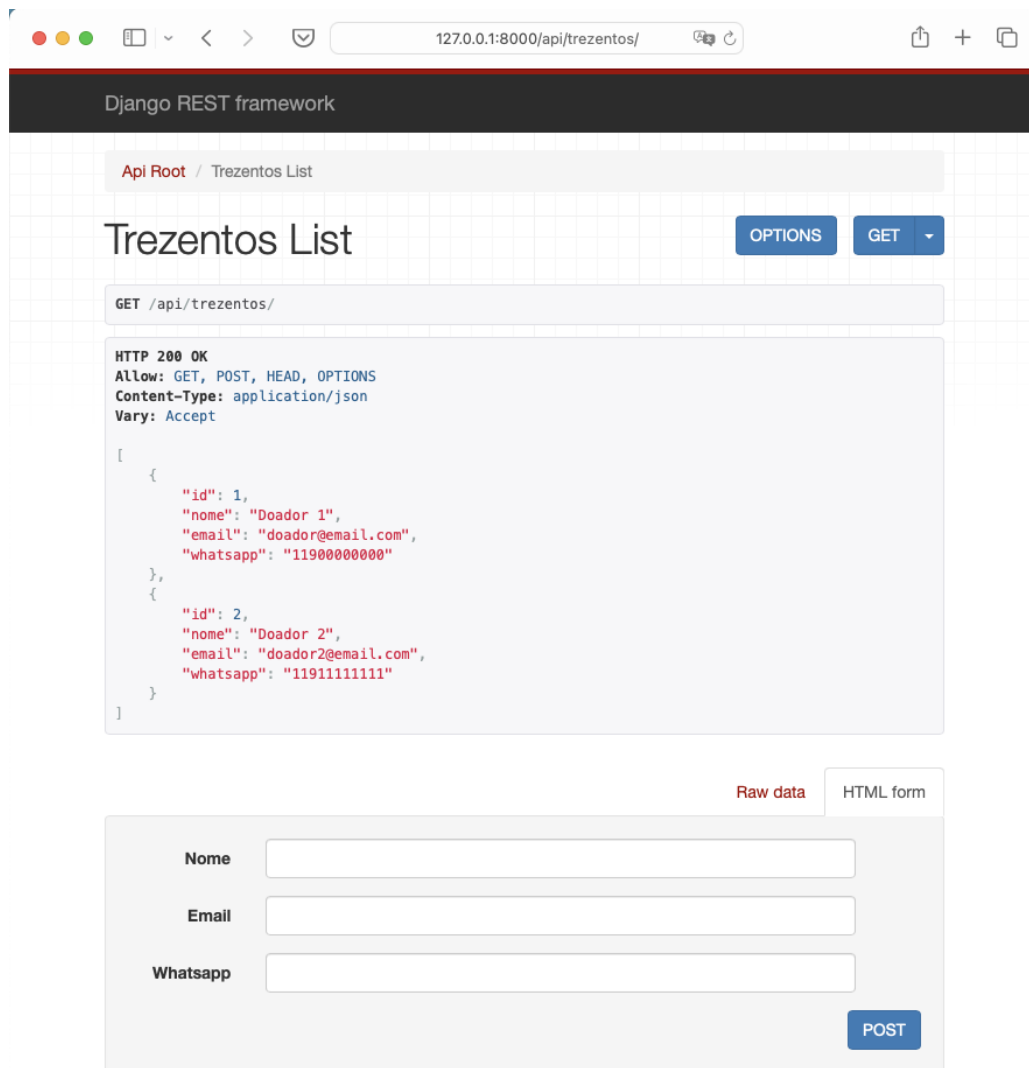 127.0.0.1:8000/api/trezentos/
Django REST framework
Api Root / Trezentos List
Trezentos List
OPTIONS
GET
GET /api/trezentos/
HTTP 200 OK
Allow: GET, POST, HEAD, OPTIONS
Content-Type: application/json
Vary: Accept
[
    {
        "id": 1,
        "nome": "Doador 1",
        "email": "doador@email.com",
        "whatsapp": "11900000000"
    },
    {
        "id": 2,
        "nome": "Doador 2",
        "email": "doador2@email.com",
        "whatsapp": "11911111111"
    }
]
Raw data
HTML form
Nome
Email
Whatsapp
POST